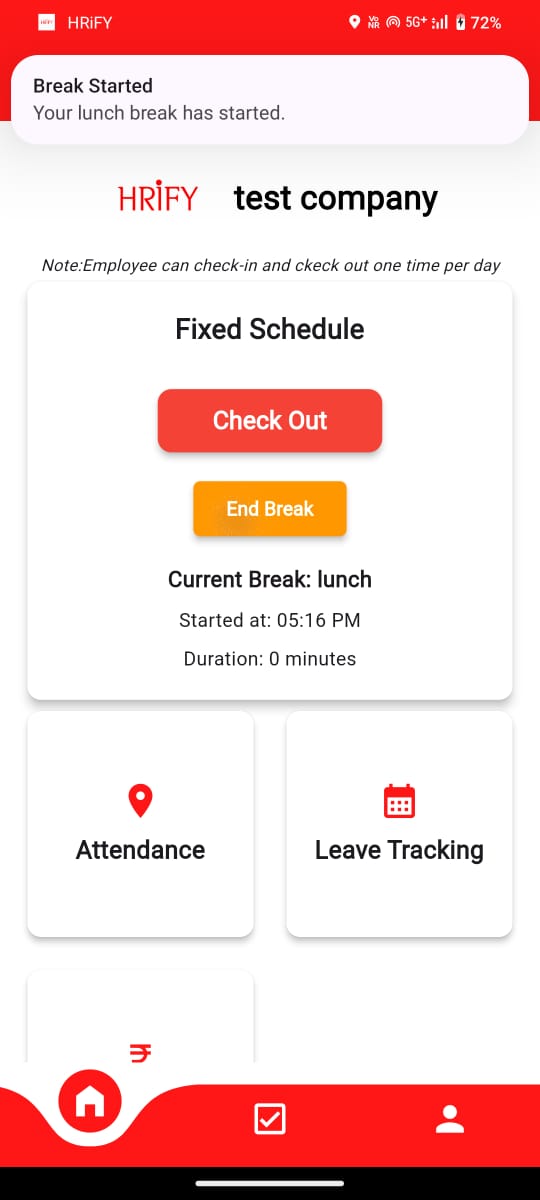 HRiFY
5G+ 72%
Break Started
Your lunch break has started.
HRiFY test company
Note:Employee can check-in and ckeck out one time per day
Fixed Schedule
Check Out
End Break
Current Break: lunch
Started at: 05:16 PM
Duration: 0 minutes
Attendance Leave Tracking